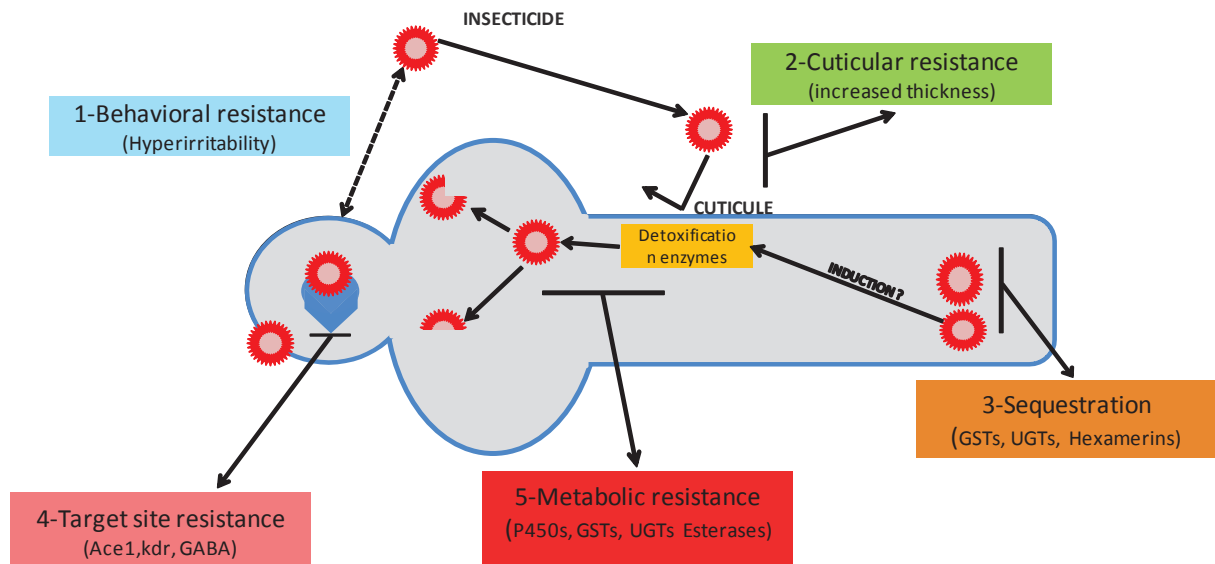 INSECTICIDE
2-Cuticular resistance
(increased thickness)
1-Behavioral resistance
(Hyperirritability)
CUTICULE
Detoxificatio
n enzymes
INDUCTION ?
3-Sequestration
(GSTs, UGTs, Hexamerins)
4-Target site resistance
(Ace1,kdr, GABA)
5-Metabolic resistance
(P450s, GSTs, UGTs Esterases)